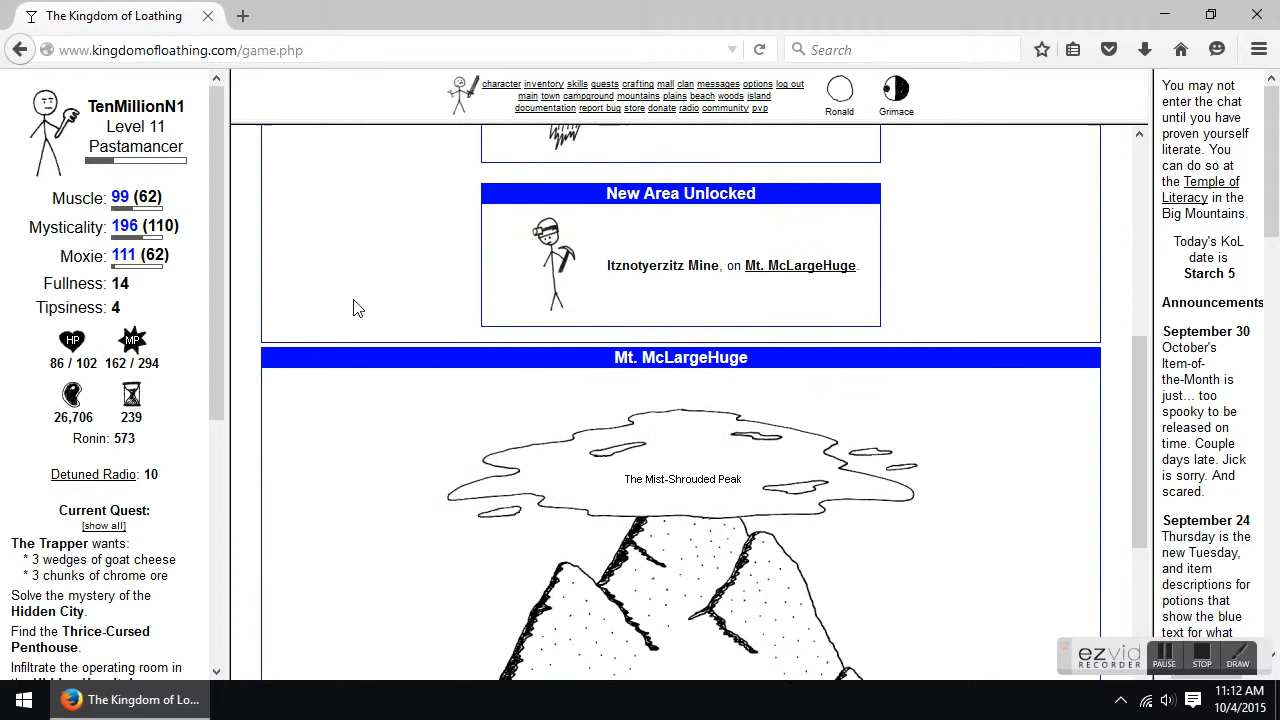 The Kingdom of Loathing
www.kingdomofloathing.com/game.php
Search
TenMillionN1
Level 11
Pastamancer
Muscle: 99 (62)
Mysticality: 196 (110)
Moxie: 111 (62)
Fullness: 14
Tipsiness: 4
HP MP
86 / 102 162 / 294
26,706 239
Ronin: 573
Detuned Radio: 10
Current Quest:
[show all]
The Trapper wants:
* 3 wedges of goat cheese
* 3 chunks of chrome ore
Solve the mystery of the
Hidden City.
Find the Thrice-Cursed
Penthouse.
Infiltrate the operating room in
character inventory skills quests crafting mall clan messages options log out
main town campground mountains plains beach woods island
documentation report bug store donate radio community pvp
Ronald Grimace
New Area Unlocked
Itznotyerzitz Mine, on Mt. McLargeHuge.
Mt. McLargeHuge
The Mist-Shrouded Peak
You may not
enter the chat
until you have
proven yourself
literate. You
can do so at
the Temple of
Literacy in the
Big Mountains.
Today's KoL
date is
Starch 5
Announcements
September 30
October's
Item-of-
the-Month is
just... too
spooky to be
released on
time. Couple
days late. Jick
is sorry. And
scared.
September 24
Thursday is the
new Tuesday,
and item
descriptions for
potions that
show the blue
text for what
ezvid
RECORDER
PAUSE STOP DRAW
The Kingdom of Lo...
11:12 AM
10/4/2015